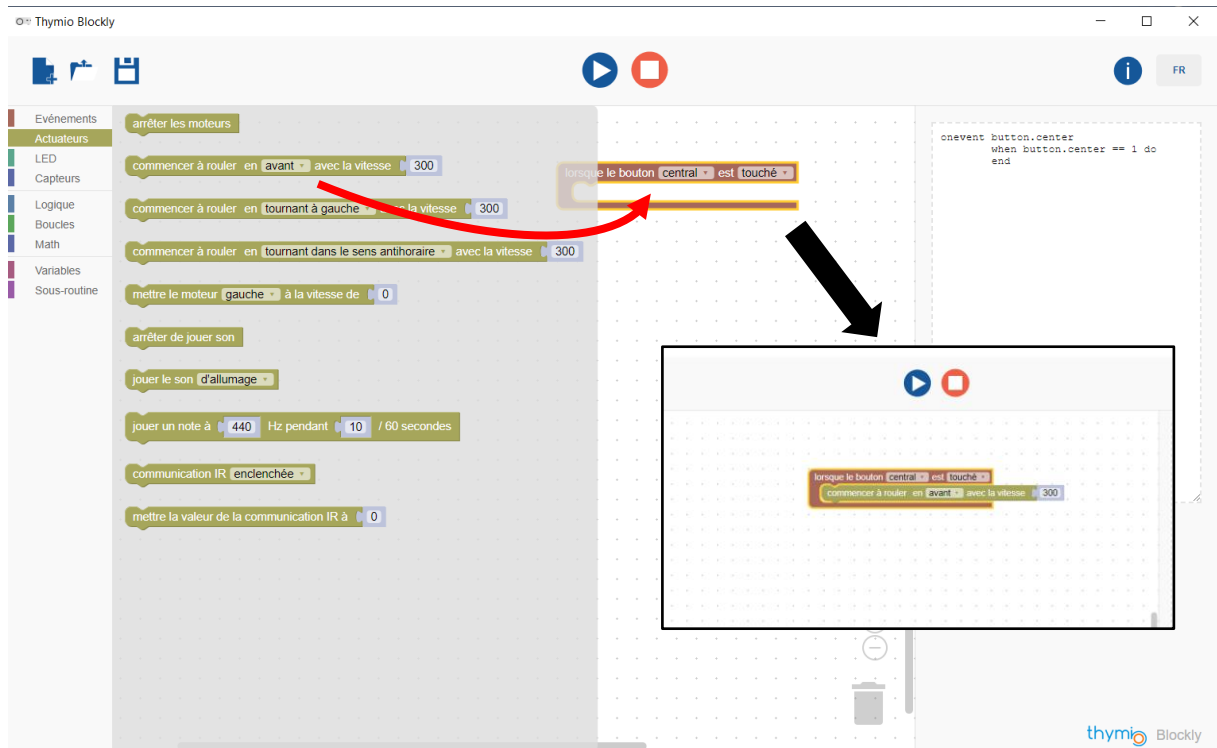 Thymio Blockly
FR
Evénements
Actuateurs
LED
Capteurs
Logique
Boucles
Math
Variables
Sous-routine
arrêter les moteurs
commencer à rouler en avant avec la vitesse 300
commencer à rouler en tournant à gauche avec la vitesse 300
commencer à rouler en tournant dans le sens antihoraire avec la vitesse 300
mettre le moteur gauche à la vitesse de 0
arrêter de jouer son
jouer le son d'allumage
jouer un note à 440 Hz pendant 10 / 60 secondes
communication IR enclenchée
mettre la valeur de la communication IR à 0
lorsque le bouton central est touché
onevent button.center
when button.center == 1 do
end
lorsque le bouton central est touché
commencer à rouler en avant avec la vitesse 300
thymio Blockly